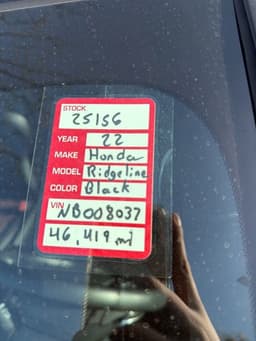 STOCK
25156
YEAR 22
MAKE Honda
MODEL Ridgeline
COLOR Black
VIN
NB008037
46,419 mi